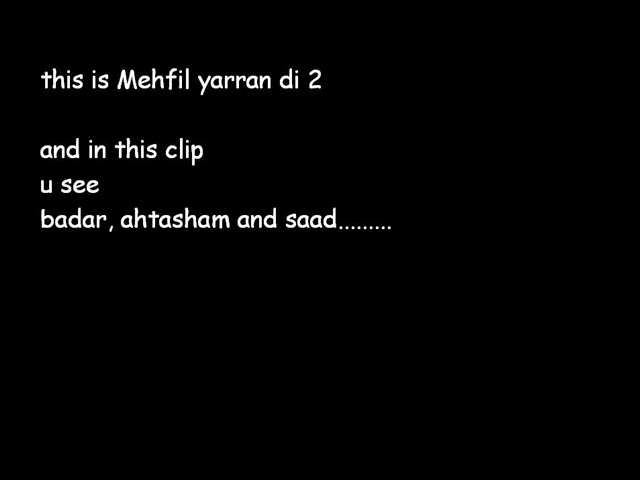 this is Mehfil yarran di 2
and in this clip
u see
badar, ahtasham and saad.........